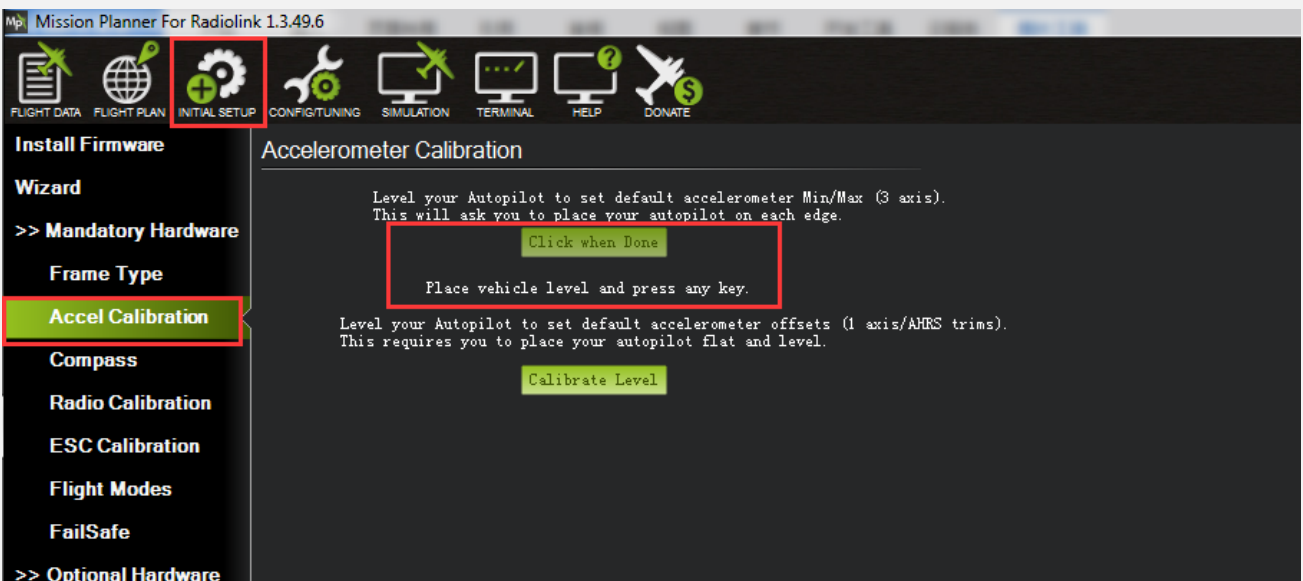 Mission Planner For Radiolink 1.3.49.6
FLIGHT DATA
FLIGHT PLAN
INITIAL SETUP
CONFIG/TUNING
SIMULATION
TERMINAL
HELP
DONATE
Install Firmware
Wizard
>> Mandatory Hardware
Frame Type
Accel Calibration
Compass
Radio Calibration
ESC Calibration
Flight Modes
FailSafe
>> Optional Hardware
Accelerometer Calibration
Level your Autopilot to set default accelerometer Min/Max (3 axis).
This will ask you to place your autopilot on each edge.
Click when Done
Place vehicle level and press any key.
Level your Autopilot to set default accelerometer offsets (1 axis/AHRS trims).
This requires you to place your autopilot flat and level.
Calibrate Level